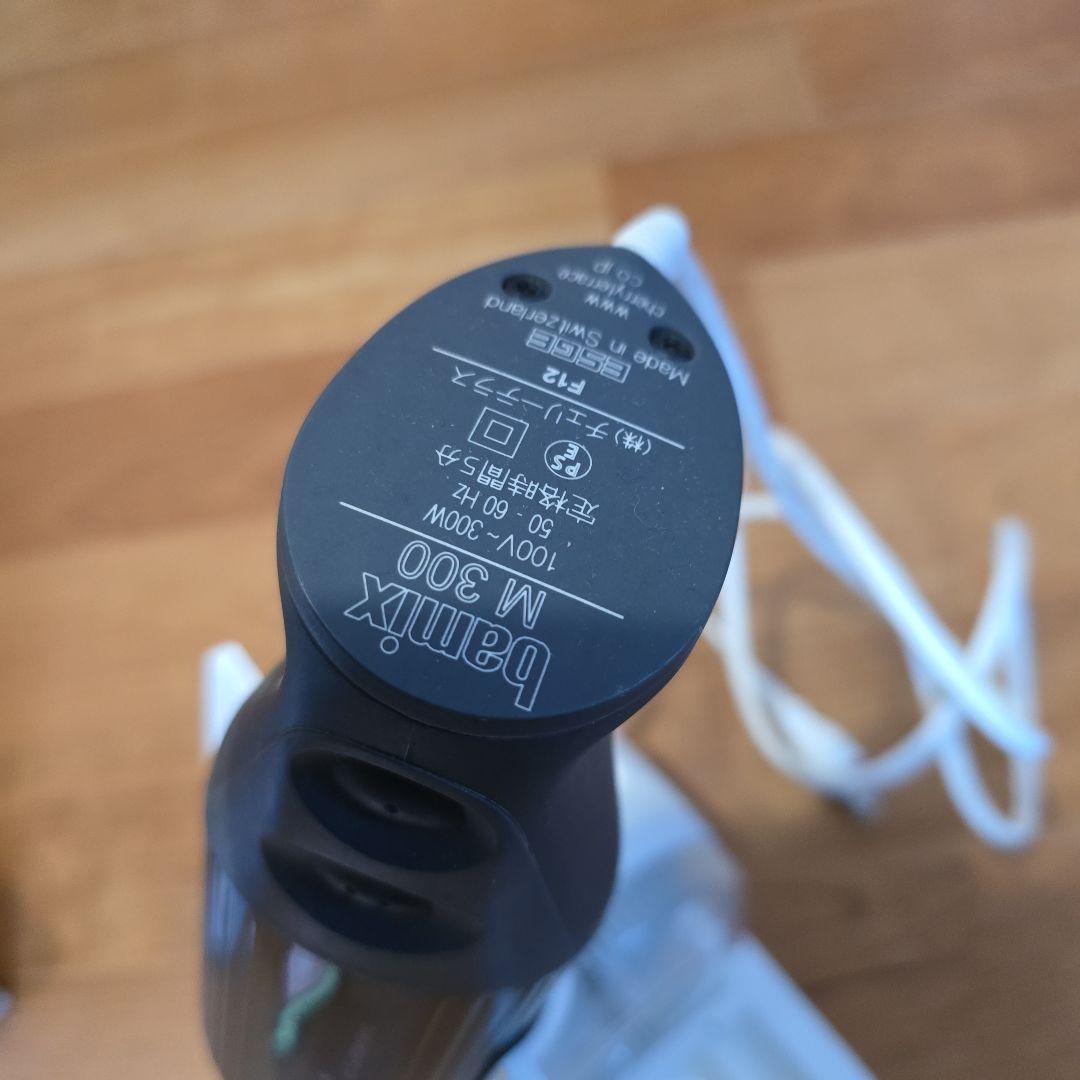 bamix
M 300
100V ~ 300W
50 - 60 Hz
定格時間5分
PS
E
(株)チェリーテラス
F12
ESGE
Made in Switzerland
www
cherryterrace
co.jp